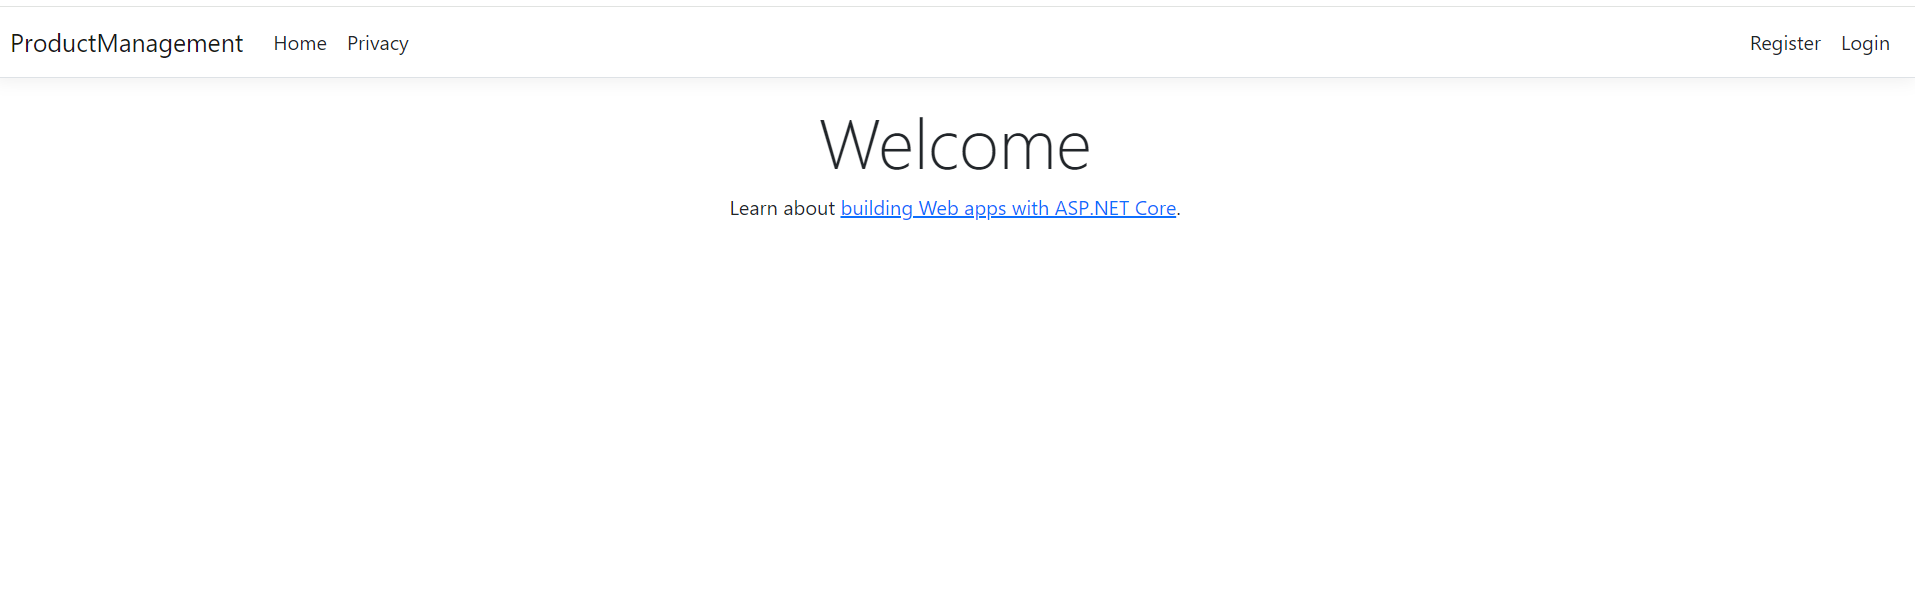 ProductManagement Home Privacy Register Login
Welcome
Learn about building Web apps with ASP.NET Core.